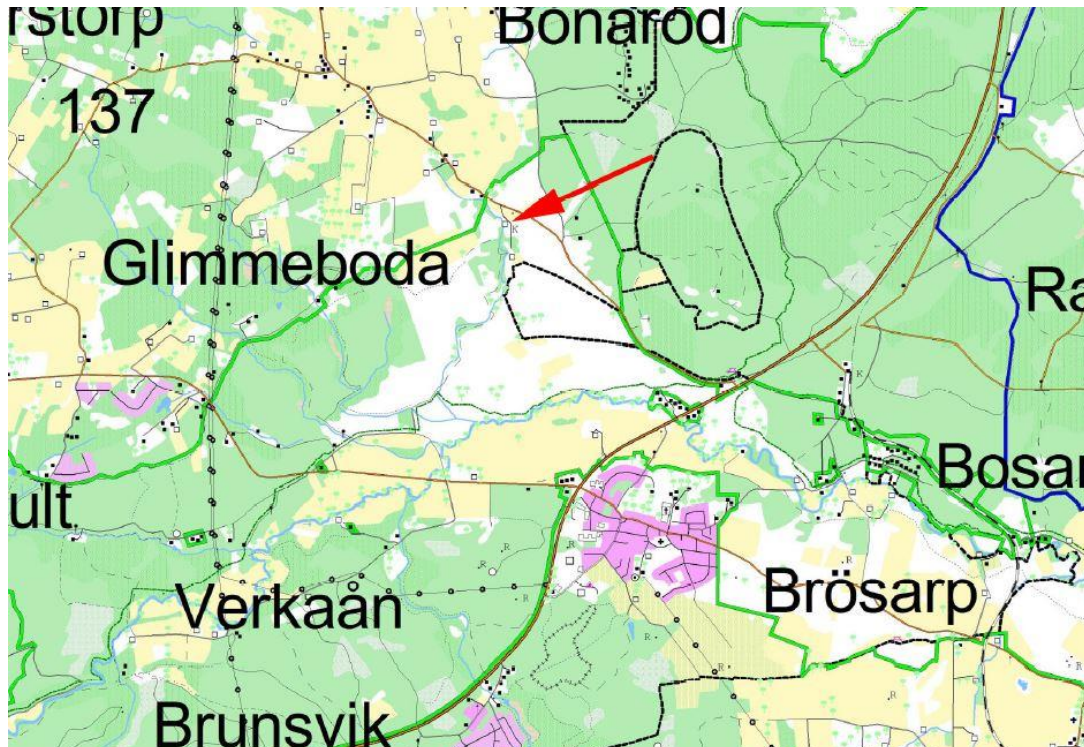 rstorp
Bonaröd
137
K
Glimmeboda
Ra
K
ult
Bosar
R
R
R
Verkaån
R
Brösarp
R
R
R
Brunsvik